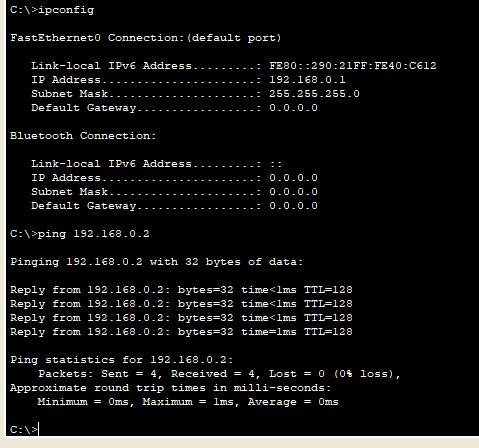 C:\>ipconfig
FastEthernet0 Connection:(default port)
Link-local IPv6 Address.........: FE80::290:21FF:FE40:C612
IP Address......................: 192.168.0.1
Subnet Mask.....................: 255.255.255.0
Default Gateway.................: 0.0.0.0
Bluetooth Connection:
Link-local IPv6 Address.........: ::
IP Address......................: 0.0.0.0
Subnet Mask.....................: 0.0.0.0
Default Gateway.................: 0.0.0.0
C:\>ping 192.168.0.2
Pinging 192.168.0.2 with 32 bytes of data:
Reply from 192.168.0.2: bytes=32 time<1ms TTL=128
Reply from 192.168.0.2: bytes=32 time<1ms TTL=128
Reply from 192.168.0.2: bytes=32 time<1ms TTL=128
Reply from 192.168.0.2: bytes=32 time=1ms TTL=128
Ping statistics for 192.168.0.2:
Packets: Sent = 4, Received = 4, Lost = 0 (0% loss),
Approximate round trip times in milli-seconds:
Minimum = 0ms, Maximum = 1ms, Average = 0ms
C:\>